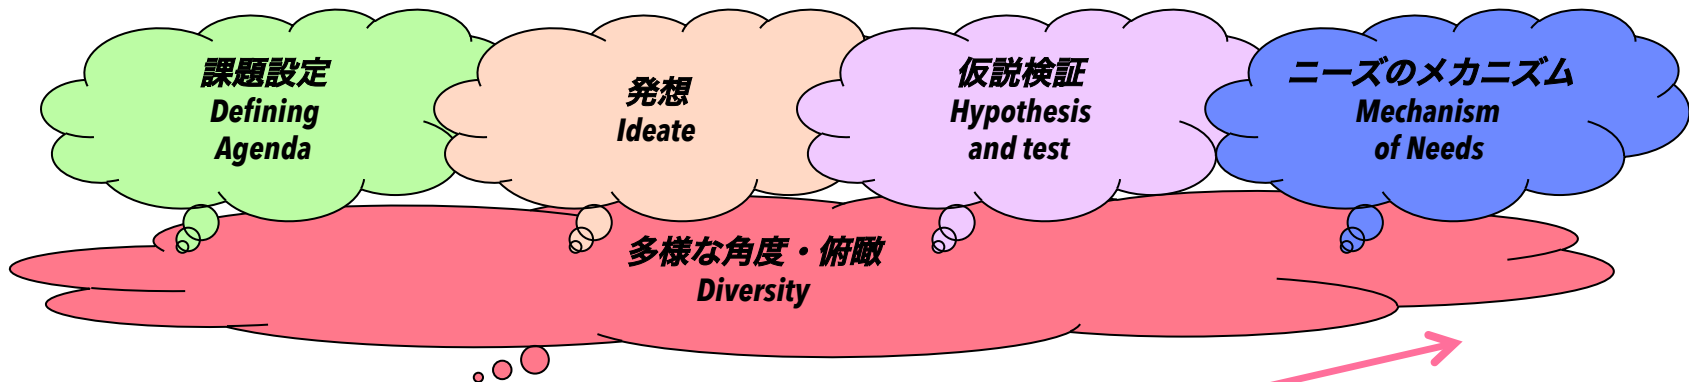 課題設定
Defining
Agenda
発想
Ideate
仮説検証
Hypothesis
and test
ニーズのメカニズム
Mechanism
of Needs
多様な角度・俯瞰
Diversity